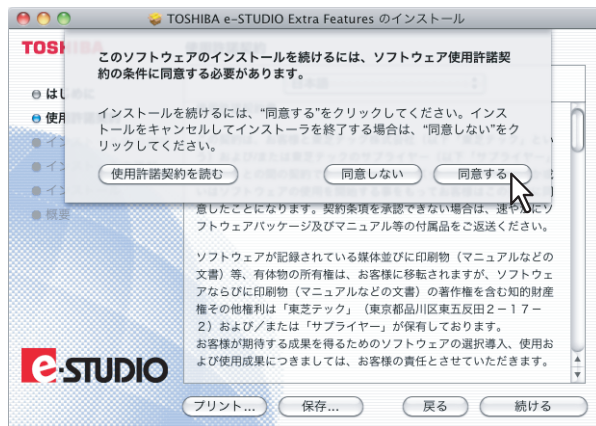 TOSHIBA e-STUDIO Extra Features のインストール
このソフトウェアのインストールを続けるには、ソフトウェア使用許諾契
約の条件に同意する必要があります。
インストールを続けるには、"同意する"をクリックしてください。インス
トールをキャンセルしてインストーラを終了する場合は、"同意しない"をク
リックしてください。
使用許諾契約を読む
同意しない
同意する
TOSHIBA
概要
意したことになります。契約条項を承認できない場合は、速やかにソ
フトウェアパッケージ及びマニュアル等の付属品をご返送ください。
ソフトウェアが記録されている媒体並びに印刷物（マニュアルなどの
文書）等、有体物の所有権は、お客様に移転されますが、ソフトウェ
アならびに印刷物（マニュアルなどの文書）の著作権を含む知的財産
権その他権利は「東芝テック」（東京都品川区東五反田２－１７－
２）および／または「サプライヤー」が保有しております。
お客様が期待する成果を得るためのソフトウェアの選択導入、使用お
よび使用成果につきましては、お客様の責任とさせていただきます。
e-STUDIO
プリント...
保存...
戻る
続ける